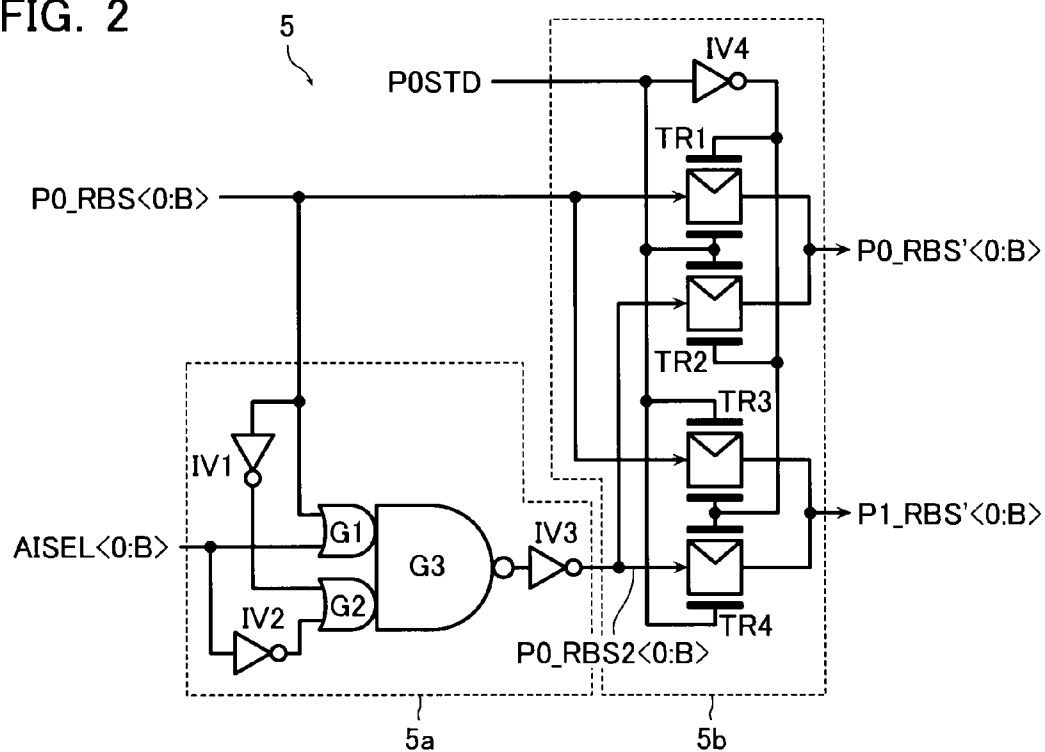 FIG. 2
5
IV4
P0STD
TR1
P0_RBS<0:B>
P0_RBS'<0:B>
TR2
TR3
IV1
P1_RBS'<0:B>
AISEL<0:B>
G1
IV3
G3
G2
IV2
TR4
P0_RBS2<0:B>
5a
5b